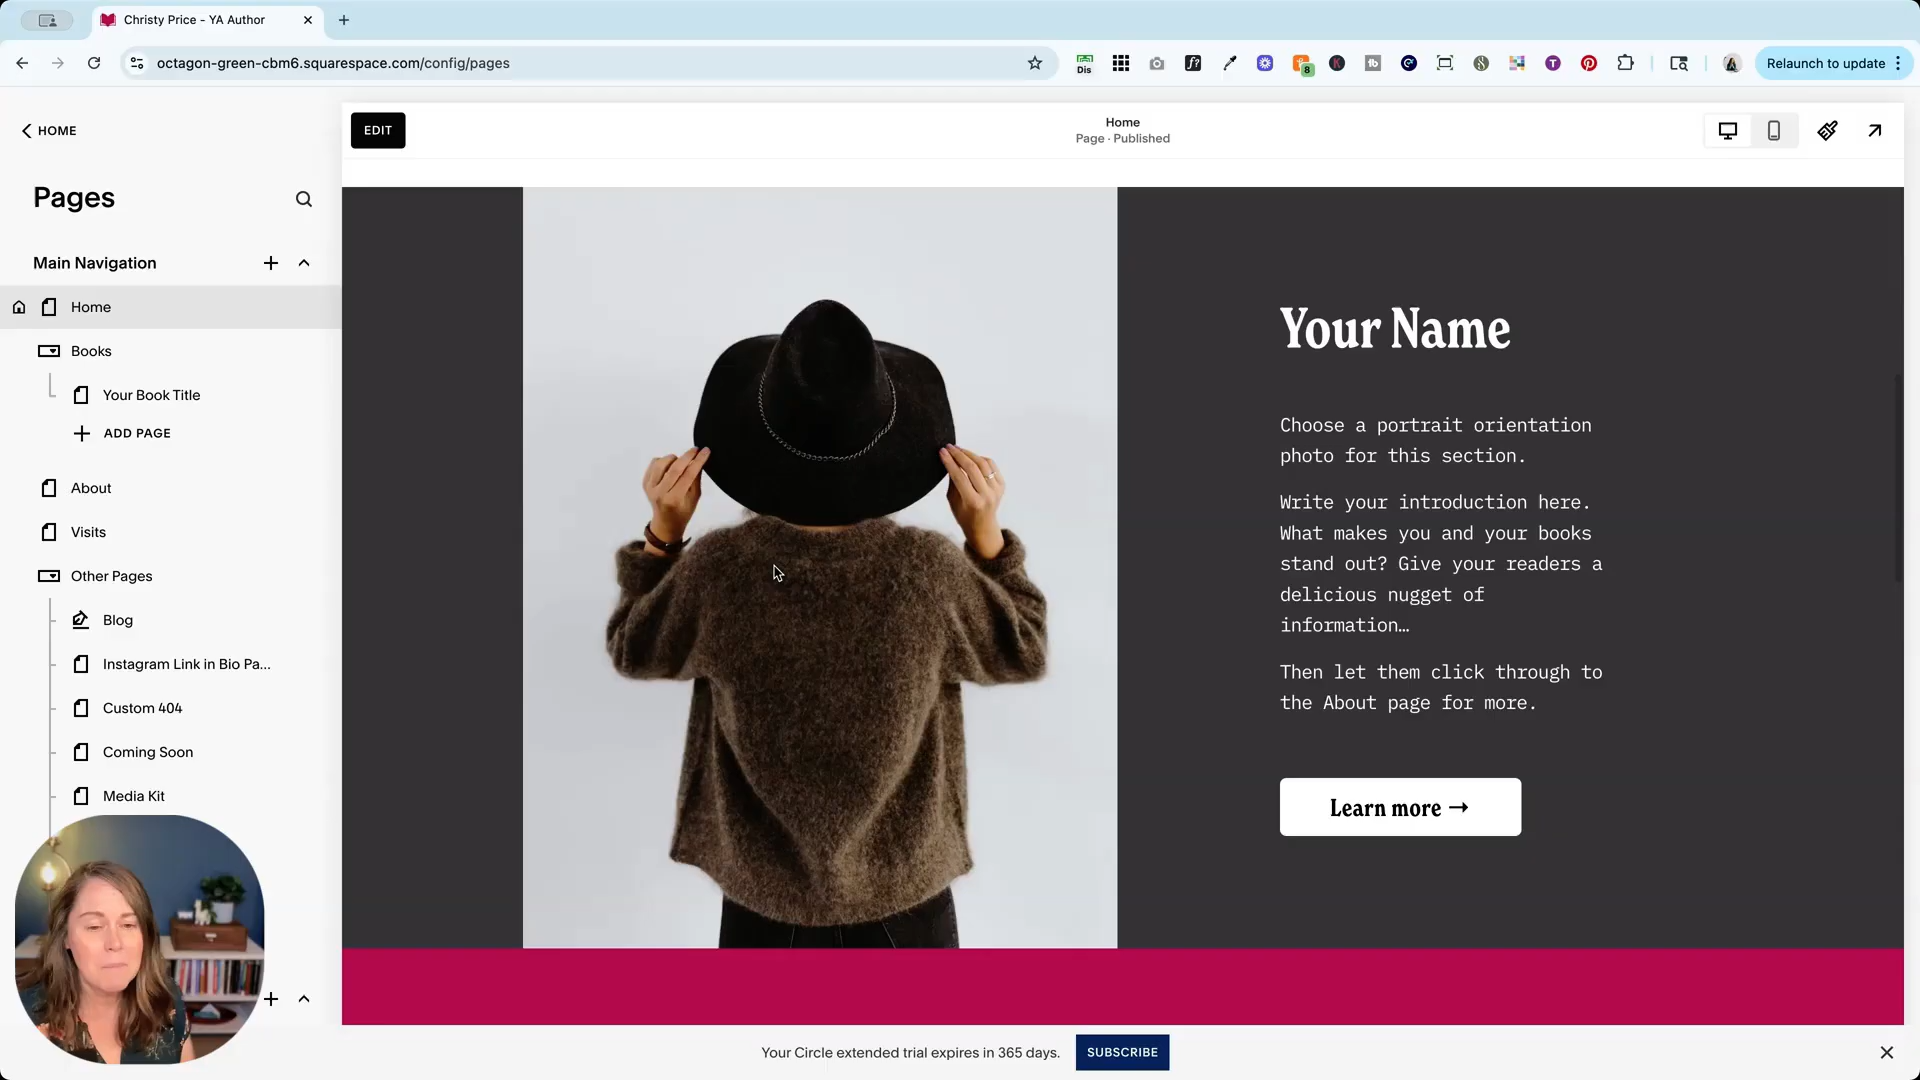 Christy Price - YA Author
octagon-green-cbm6.squarespace.com/config/pages
Dis
f?
8
K
tb
T
Relaunch to update
HOME
EDIT
Home
Page · Published
Pages
Main Navigation
Home
Books
Your Book Title
ADD PAGE
About
Visits
Other Pages
Blog
Instagram Link in Bio Pa...
Custom 404
Coming Soon
Media Kit
Your Name
Choose a portrait orientation
photo for this section.
Write your introduction here.
What makes you and your books
stand out? Give your readers a
delicious nugget of
information…
Then let them click through to
the About page for more.
Learn more →
Your Circle extended trial expires in 365 days.
SUBSCRIBE